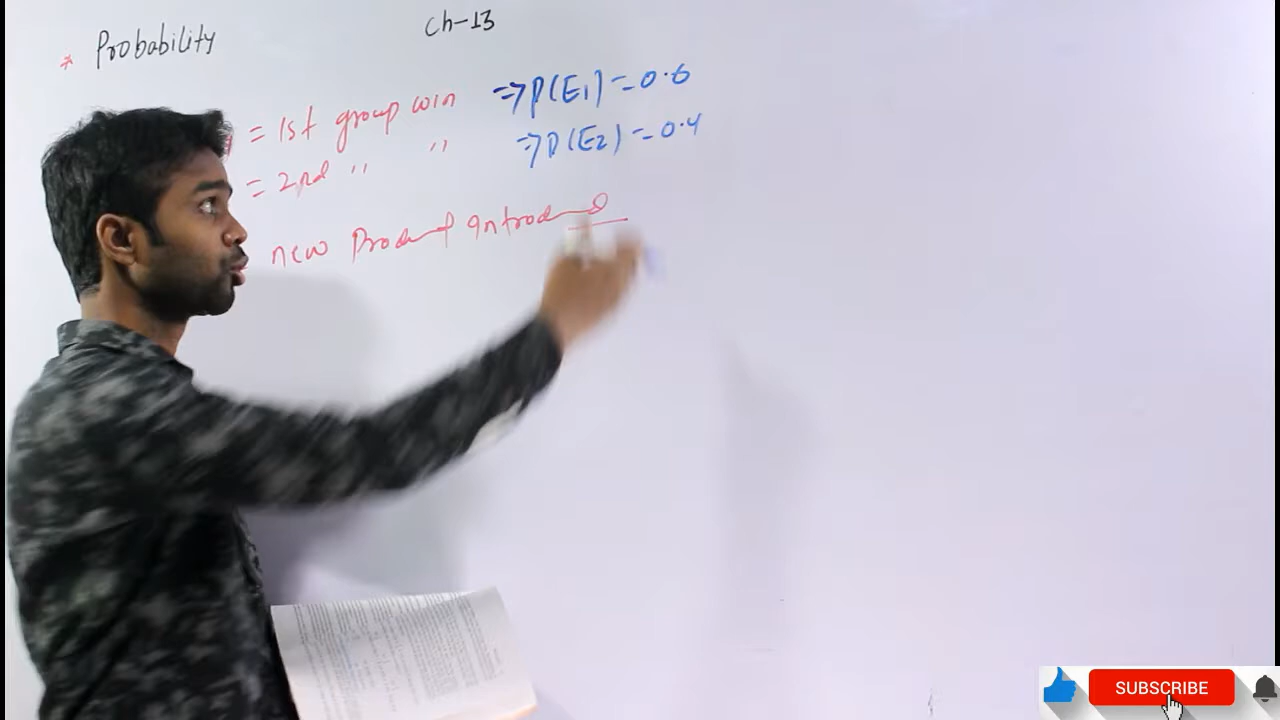 * Probability
Ch-13
= 1st group win => P(E1) = 0.6
= 2nd " " => P(E2) = 0.4
new Product introduced
SUBSCRIBE